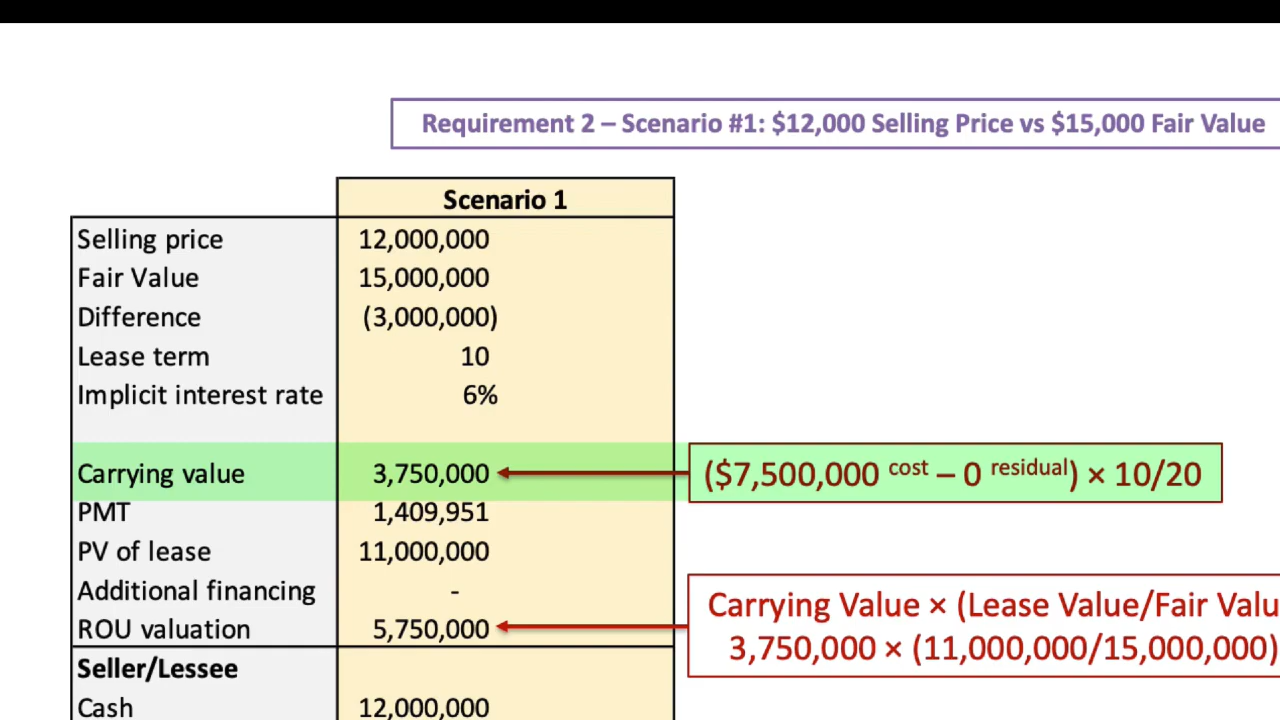 Requirement 2 – Scenario #1: $12,000 Selling Price vs $15,000 Fair Value
Scenario 1
Selling price 12,000,000
Fair Value 15,000,000
Difference (3,000,000)
Lease term 10
Implicit interest rate 6%
Carrying value 3,750,000 ($7,500,000 cost – 0 residual) × 10/20
PMT 1,409,951
PV of lease 11,000,000
Additional financing -
Carrying Value × (Lease Value/Fair Valu
ROU valuation 5,750,000
3,750,000 × (11,000,000/15,000,000)
Seller/Lessee
Cash 12,000,000